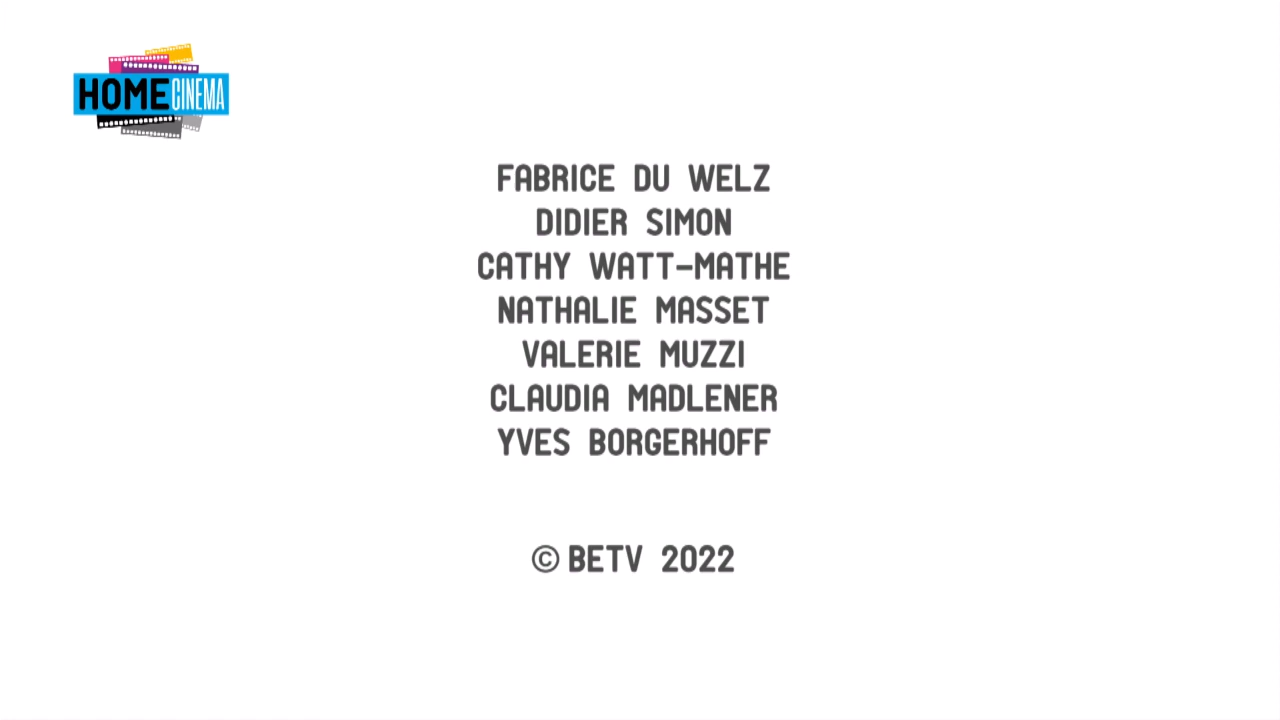 HOME CINEMA
FABRICE DU WELZ
DIDIER SIMON
CATHY WATT-MATHE
NATHALIE MASSET
VALERIE MUZZI
CLAUDIA MADLENER
YVES BORGERHOFF
© BETV 2022